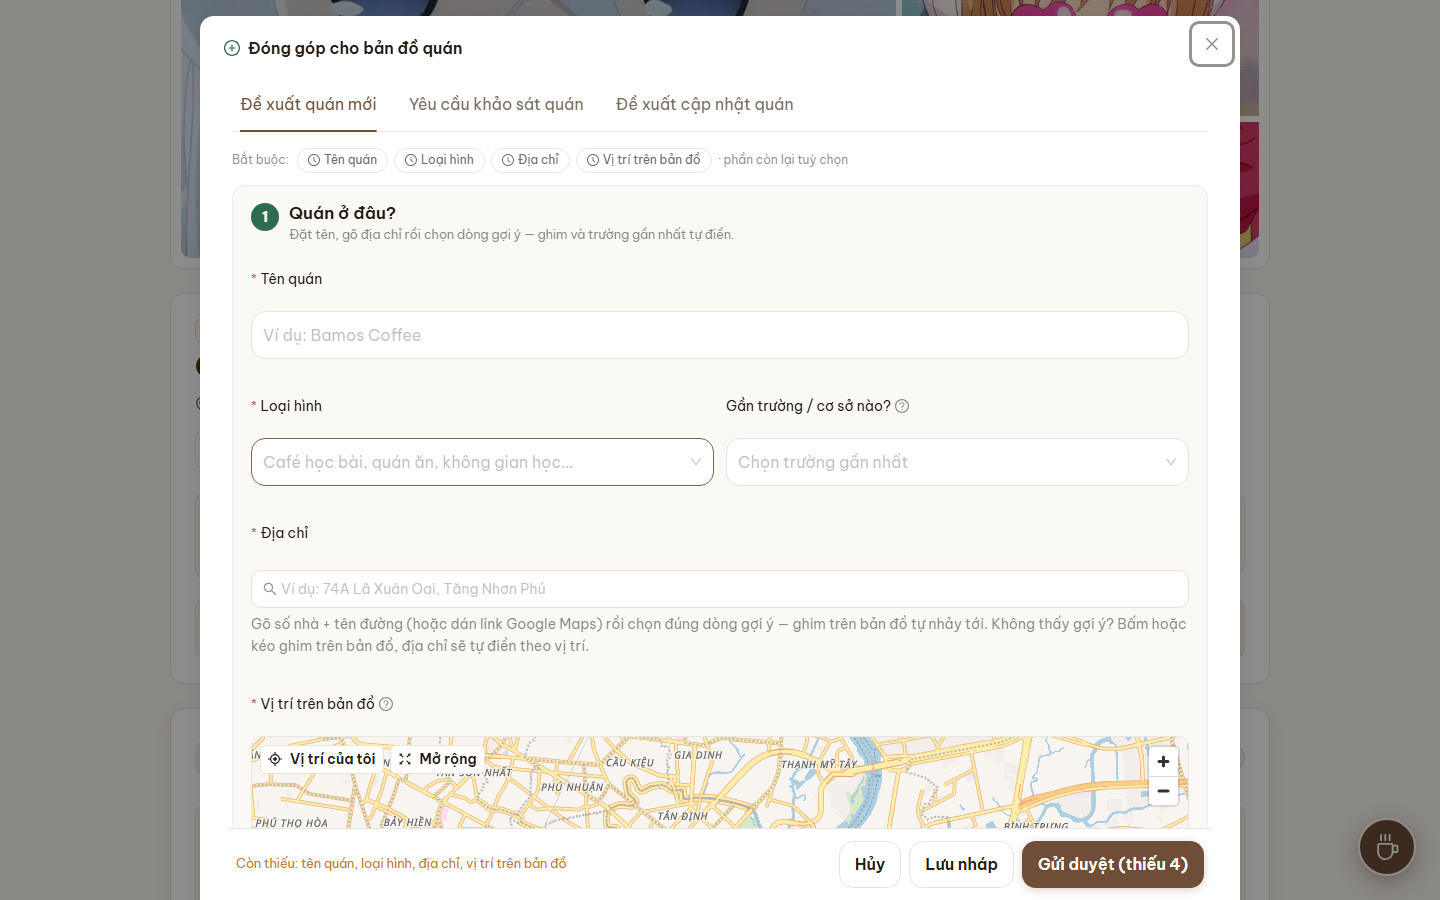 Đóng góp cho bản đồ quán
Đề xuất quán mới
Yêu cầu khảo sát quán
Đề xuất cập nhật quán
Bắt buộc: Tên quán Loại hình Địa chỉ Vị trí trên bản đồ · phần còn lại tuỳ chọn
1 Quán ở đâu?
Đặt tên, gõ địa chỉ rồi chọn dòng gợi ý — ghim và trường gần nhất tự điền.
* Tên quán
Ví dụ: Bamos Coffee
* Loại hình
Gần trường / cơ sở nào?
Café học bài, quán ăn, không gian học...
Chọn trường gần nhất
* Địa chỉ
Ví dụ: 74A Lã Xuân Oai, Tăng Nhơn Phú
Gõ số nhà + tên đường (hoặc dán link Google Maps) rồi chọn đúng dòng gợi ý — ghim trên bản đồ tự nhảy tới. Không thấy gợi ý? Bấm hoặc
kéo ghim trên bản đồ, địa chỉ sẽ tự điền theo vị trí.
* Vị trí trên bản đồ
Vị trí của tôi
Mở rộng
CẦU KIỆU
GIA DINH
THẠNH MỸ TÂY
PHÚ NHUẬN
TÂN ĐỊNH
PHÚ THỌ HÒA
BẢY HIỀN
BÌNH TRƯNG
Còn thiếu: tên quán, loại hình, địa chỉ, vị trí trên bản đồ
Hủy
Lưu nháp
Gửi duyệt (thiếu 4)